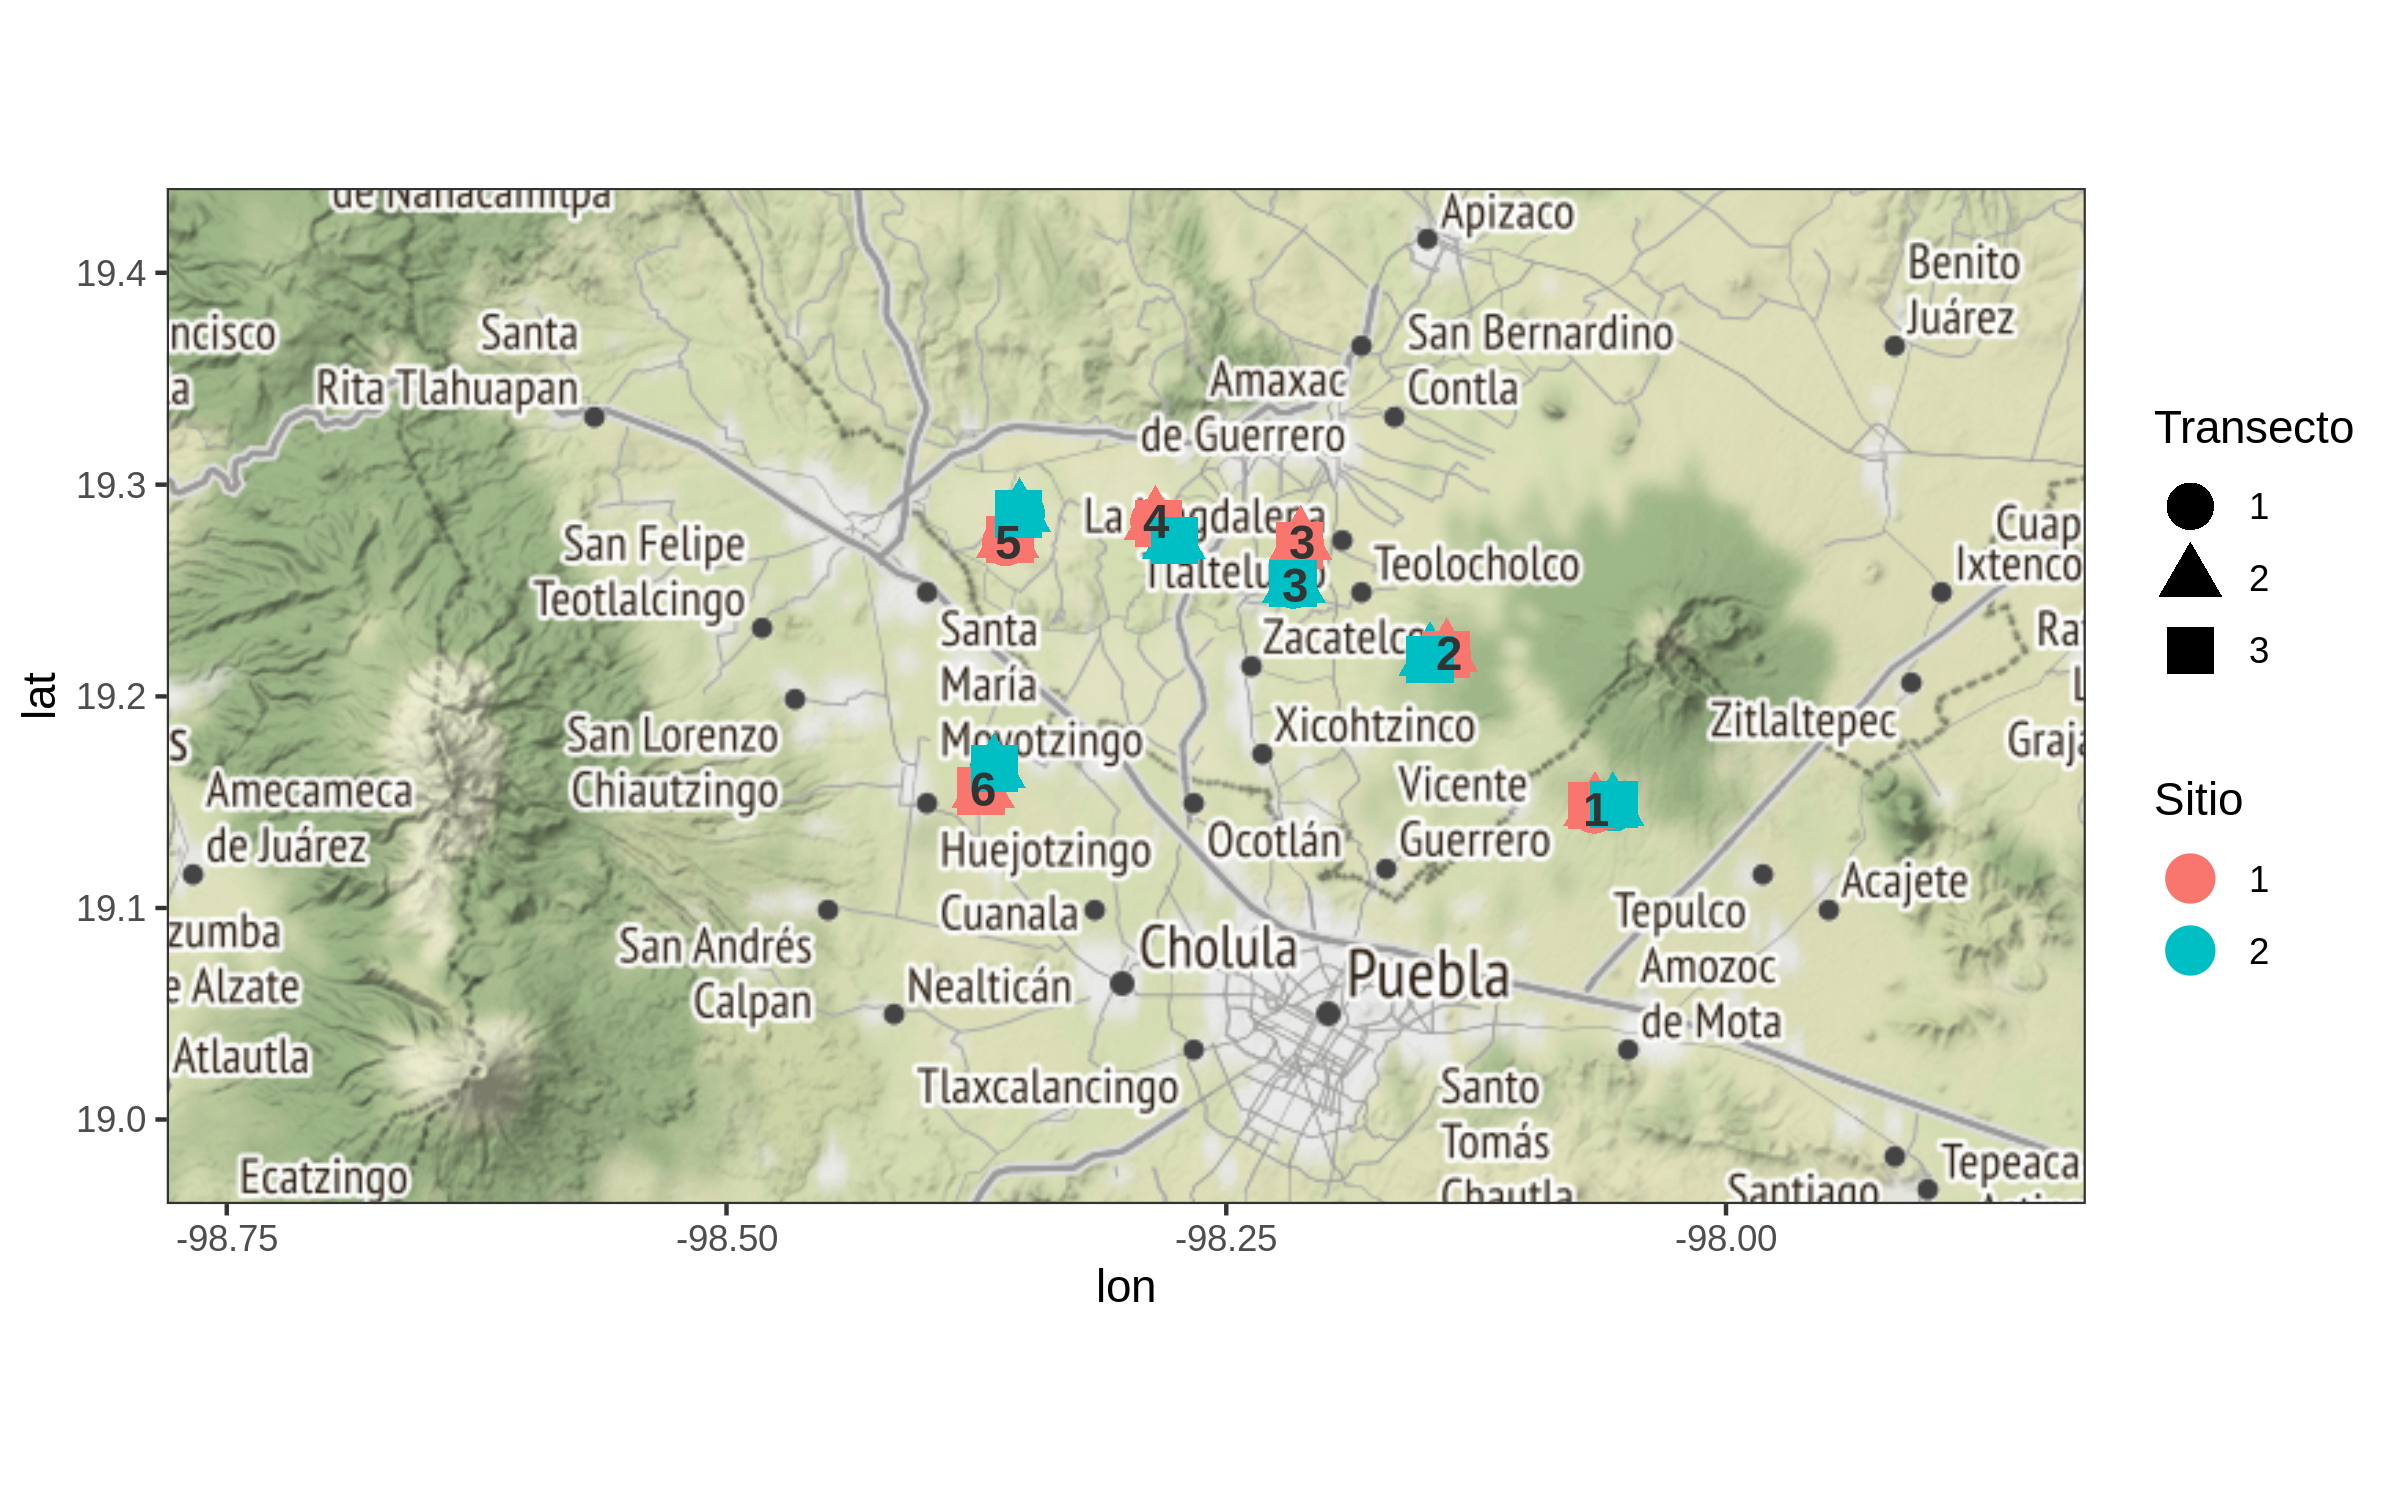 de Nanacamilpa
Apizaco
Benito
Juárez
19.4
ncisco
a
Santa
Rita Tlahuapan
San Bernardino
Contla
Amaxac
de Guerrero
19.3
San Felipe
Teotlalcingo
5
4
3
3
Teolocholco
Cuap
Ixtenco
Santa
María
Moyotzingo
Zacatelco
2
Ra
L
Graja
lat
19.2
s
San Lorenzo
Chiautzingo
Xicohtzinco
Zitlaltepec
Amecameca
de Juárez
6
Vicente
Guerrero
1
Huejotzingo
Ocotlán
19.1
zumba
e Alzate
Atlautla
San Andrés
Calpan
Cuanala
Cholula
Nealticán
Puebla
Tepulco
Acajete
Amozoc
de Mota
Tlaxcalancingo
Santo
Tomás
Chautla
19.0
Ecatzingo
Santiago
Tepeaca
-98.75
-98.50
-98.25
-98.00
lon
Transecto
1
2
3
Sitio
1
2